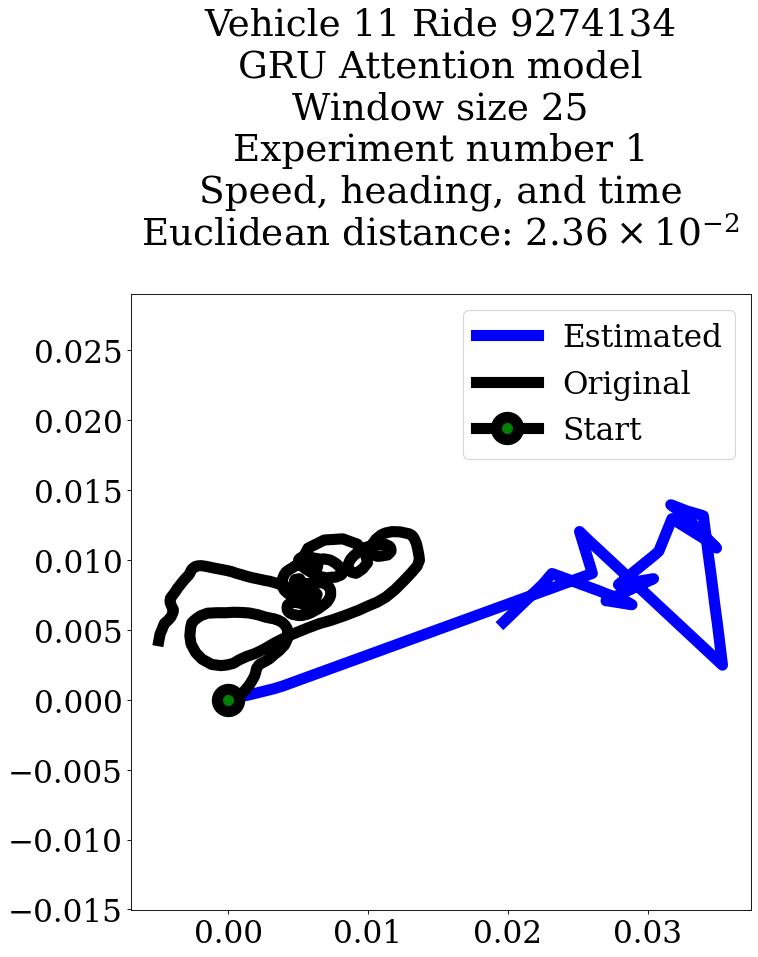 Vehicle 11 Ride 9274134
GRU Attention model
Window size 25
Experiment number 1
Speed, heading, and time
Euclidean distance: 2.36 × 10⁻²
Estimated
Original
Start
0.025
0.020
0.015
0.010
0.005
0.000
−0.005
−0.010
−0.015
0.00 0.01 0.02 0.03